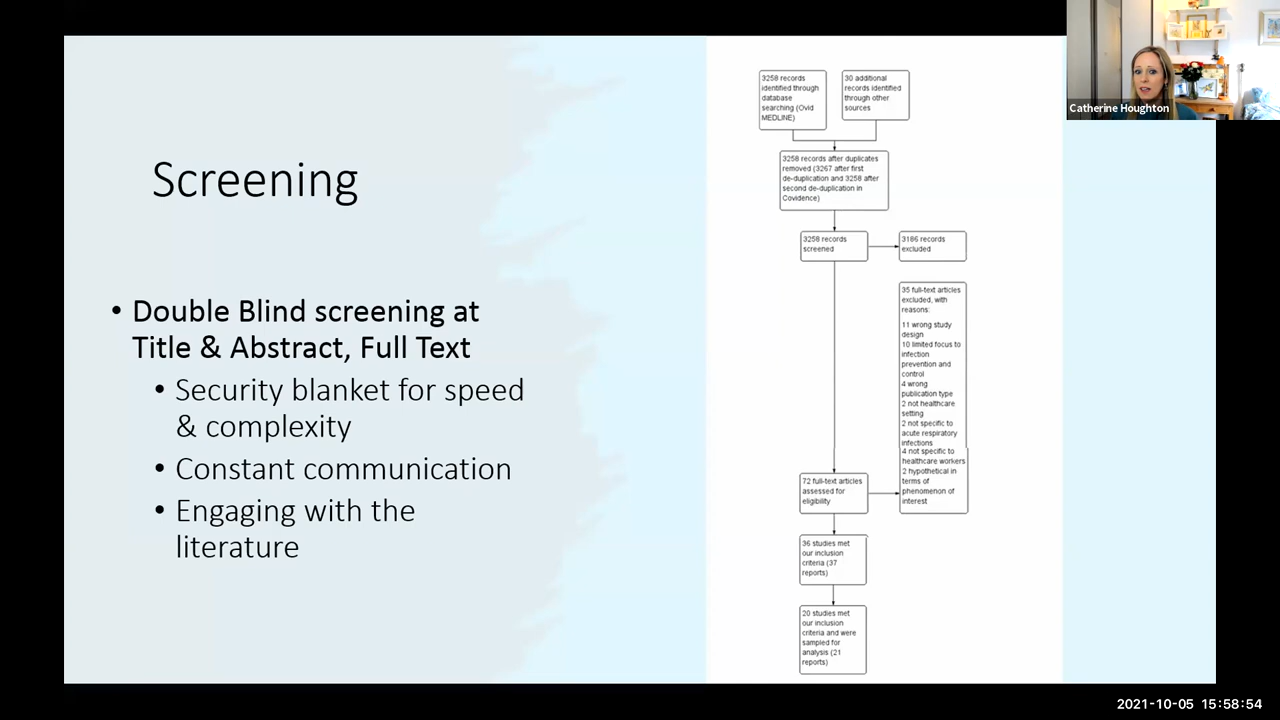 Catherine Houghton
Screening
• Double Blind screening at
Title & Abstract, Full Text
• Security blanket for speed
& complexity
• Constant communication
• Engaging with the
literature
3258 records
identified through
database
searching (Ovid
MEDLINE)
30 additional
records identified
through other
sources
3258 records after duplicates
removed (3267 after first
de-duplication and 3258 after
second de-duplication in
Covidence)
3258 records
screened
3186 records
excluded
35 full-text articles
excluded, with
reasons:
11 wrong study
design
10 limited focus to
infection
prevention and
control
4 wrong
publication type
2 not healthcare
setting
2 not specific to
acute respiratory
infections
4 not specific to
healthcare workers
2 hypothetical in
terms of
phenomenon of
interest
72 full-text articles
assessed for
eligibility
36 studies met
our inclusion
criteria (37
reports)
20 studies met
our inclusion
criteria and were
sampled for
analysis (21
reports)
2021-10-05 15:58:54